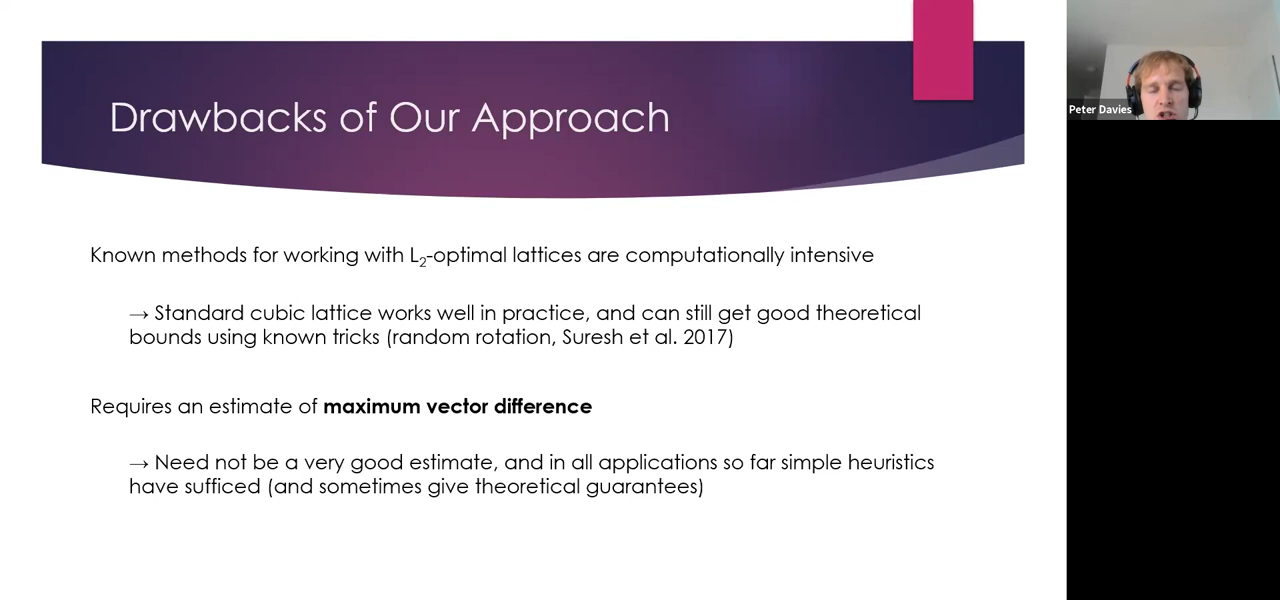 Drawbacks of Our Approach
Peter Davies
Known methods for working with L2-optimal lattices are computationally intensive
→ Standard cubic lattice works well in practice, and can still get good theoretical
bounds using known tricks (random rotation, Suresh et al. 2017)
Requires an estimate of maximum vector difference
→ Need not be a very good estimate, and in all applications so far simple heuristics
have sufficed (and sometimes give theoretical guarantees)